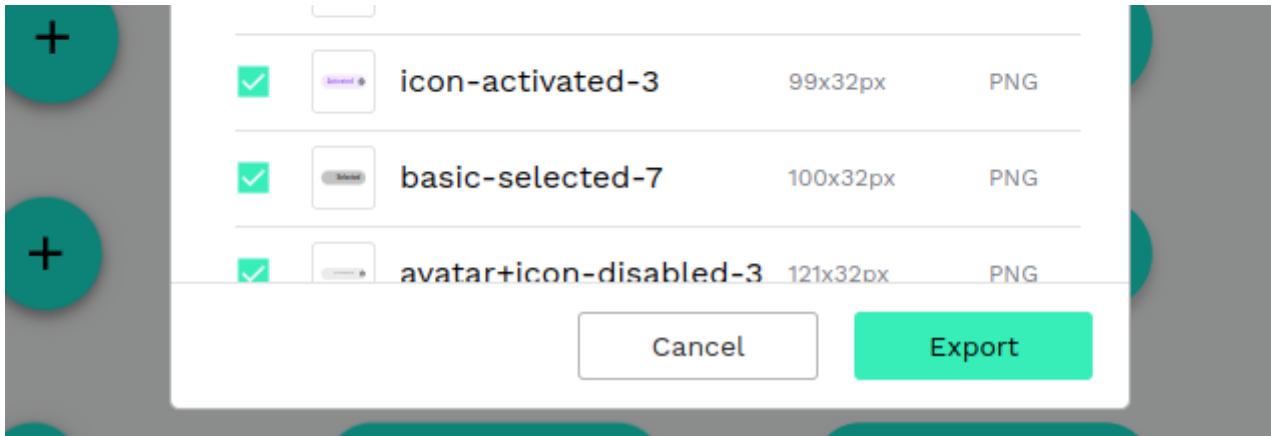 icon-activated-3 99x32px PNG
basic-selected-7 100x32px PNG
avatar+icon-disabled-3 121x32px PNG
Cancel Export